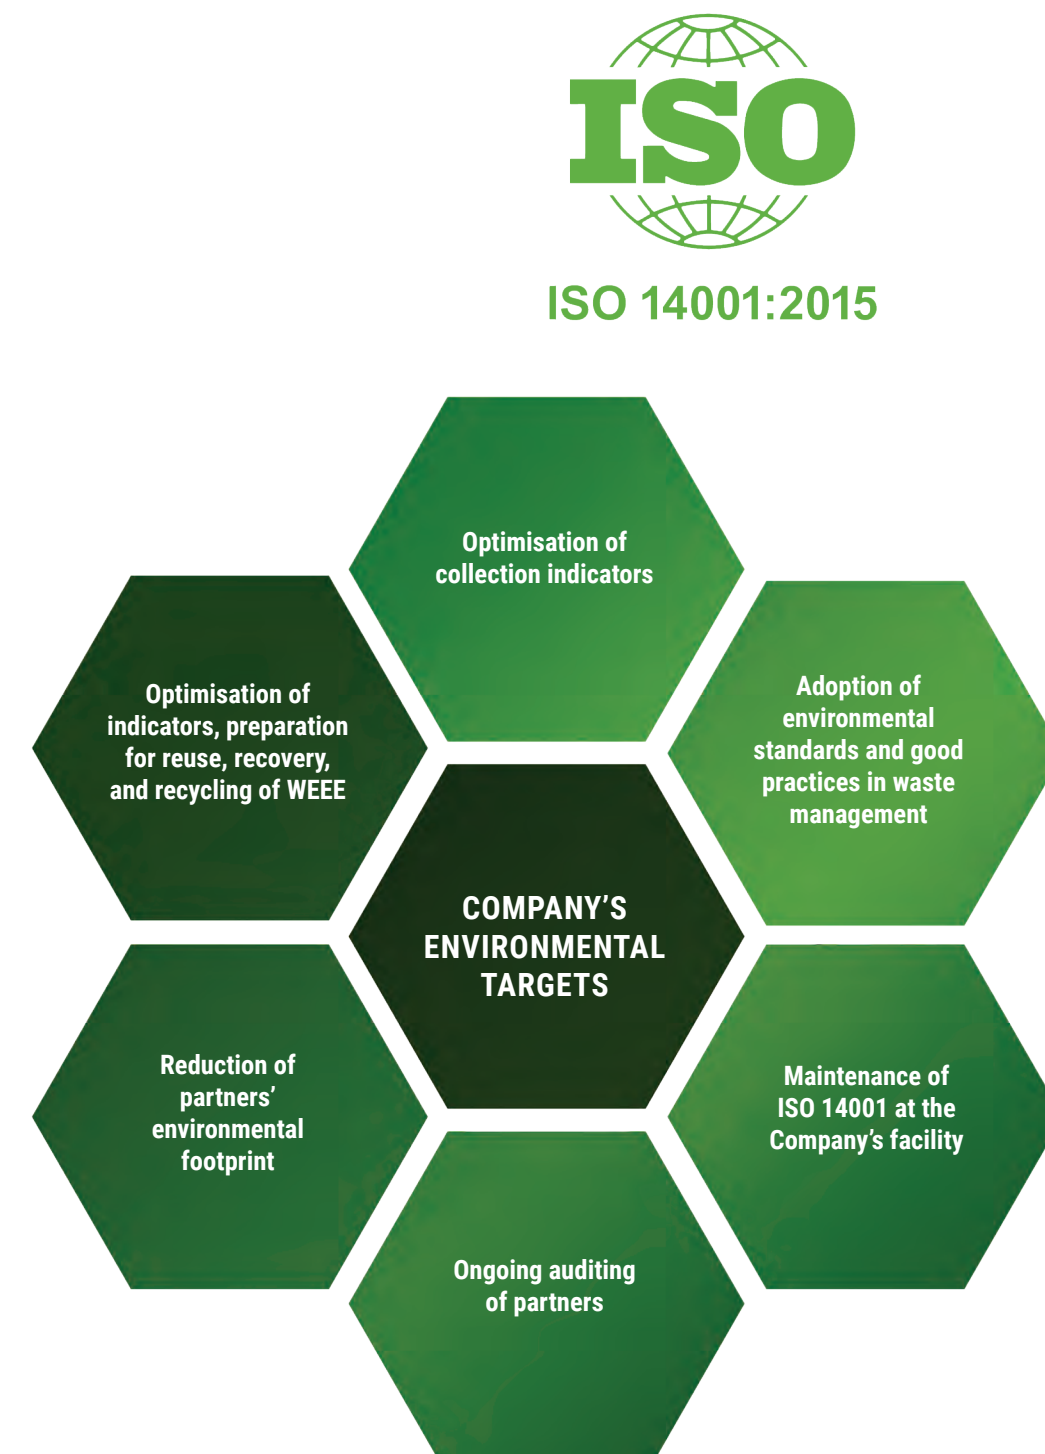 ISO
ISO 14001:2015
Optimisation of
collection indicators
Optimisation of
indicators, preparation
for reuse, recovery,
and recycling of WEEE
Adoption of
environmental
standards and good
practices in waste
management
COMPANY’S
ENVIRONMENTAL
TARGETS
Reduction of
partners’
environmental
footprint
Maintenance of
ISO 14001 at the
Company’s facility
Ongoing auditing
of partners